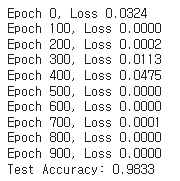 Epoch 0, Loss 0.0324
Epoch 100, Loss 0.0000
Epoch 200, Loss 0.0002
Epoch 300, Loss 0.0113
Epoch 400, Loss 0.0475
Epoch 500, Loss 0.0000
Epoch 600, Loss 0.0000
Epoch 700, Loss 0.0001
Epoch 800, Loss 0.0000
Epoch 900, Loss 0.0000
Test Accuracy: 0.9833